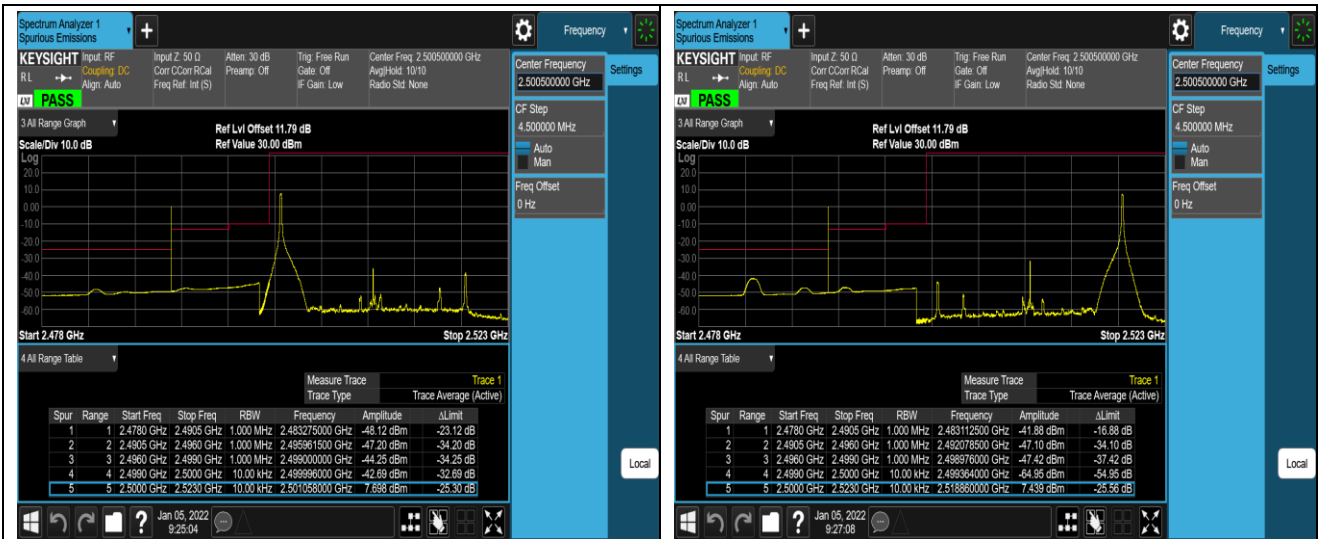 Spectrum Analyzer 1
Spurious Emissions
+
Frequency
KEYSIGHT Input: RF Input Z: 50 Ω Atten: 30 dB Trig: Free Run Center Freq: 2.500500000 GHz
RL Coupling: DC Corr CCorr RCal Preamp: Off Gate: Off Avg|Hold: 10/10
Align: Auto Freq Ref: Int (S) IF Gain: Low Radio Std: None
LXI PASS
Center Frequency
2.500500000 GHz
Settings
CF Step
4.500000 MHz
Auto
Man
Freq Offset
0 Hz
3 All Range Graph
Ref Lvl Offset 11.79 dB
Scale/Div 10.0 dB Ref Value 30.00 dBm
Log
20.0
10.0
0.00
-10.0
-20.0
-30.0
-40.0
-50.0
-60.0
Start 2.478 GHz Stop 2.523 GHz
4 All Range Table
Measure Trace Trace 1
Trace Type Trace Average (Active)
Spur Range Start Freq Stop Freq RBW Frequency Amplitude ΔLimit
1 1 2.4780 GHz 2.4905 GHz 1.000 MHz 2.483275000 GHz -48.12 dBm -23.12 dB
2 2 2.4905 GHz 2.4960 GHz 1.000 MHz 2.495961500 GHz -47.20 dBm -34.20 dB
3 3 2.4960 GHz 2.4990 GHz 1.000 MHz 2.499000000 GHz -44.25 dBm -34.25 dB
4 4 2.4990 GHz 2.5000 GHz 10.00 kHz 2.499996000 GHz -42.69 dBm -32.69 dB
5 5 2.5000 GHz 2.5230 GHz 10.00 kHz 2.501058000 GHz 7.698 dBm -25.30 dB
Local
? Jan 05, 2022
9:25:04
Spectrum Analyzer 1
Spurious Emissions
+
Frequency
KEYSIGHT Input: RF Input Z: 50 Ω Atten: 30 dB Trig: Free Run Center Freq: 2.500500000 GHz
RL Coupling: DC Corr CCorr RCal Preamp: Off Gate: Off Avg|Hold: 10/10
Align: Auto Freq Ref: Int (S) IF Gain: Low Radio Std: None
LXI PASS
Center Frequency
2.500500000 GHz
Settings
CF Step
4.500000 MHz
Auto
Man
Freq Offset
0 Hz
3 All Range Graph
Ref Lvl Offset 11.79 dB
Scale/Div 10.0 dB Ref Value 30.00 dBm
Log
20.0
10.0
0.00
-10.0
-20.0
-30.0
-40.0
-50.0
-60.0
Start 2.478 GHz Stop 2.523 GHz
4 All Range Table
Measure Trace Trace 1
Trace Type Trace Average (Active)
Spur Range Start Freq Stop Freq RBW Frequency Amplitude ΔLimit
1 1 2.4780 GHz 2.4905 GHz 1.000 MHz 2.483112500 GHz -41.88 dBm -16.88 dB
2 2 2.4905 GHz 2.4960 GHz 1.000 MHz 2.492078500 GHz -47.10 dBm -34.10 dB
3 3 2.4960 GHz 2.4990 GHz 1.000 MHz 2.498976000 GHz -47.42 dBm -37.42 dB
4 4 2.4990 GHz 2.5000 GHz 10.00 kHz 2.499364000 GHz -64.95 dBm -54.95 dB
5 5 2.5000 GHz 2.5230 GHz 10.00 kHz 2.518860000 GHz 7.439 dBm -25.56 dB
Local
? Jan 05, 2022
9:27:08